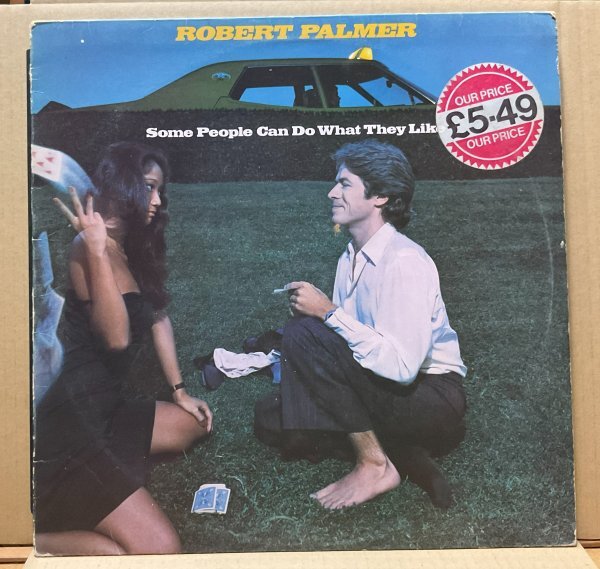 ROBERT PALMER
Some People Can Do What They Like
OUR PRICE
£5·49
OUR PRICE